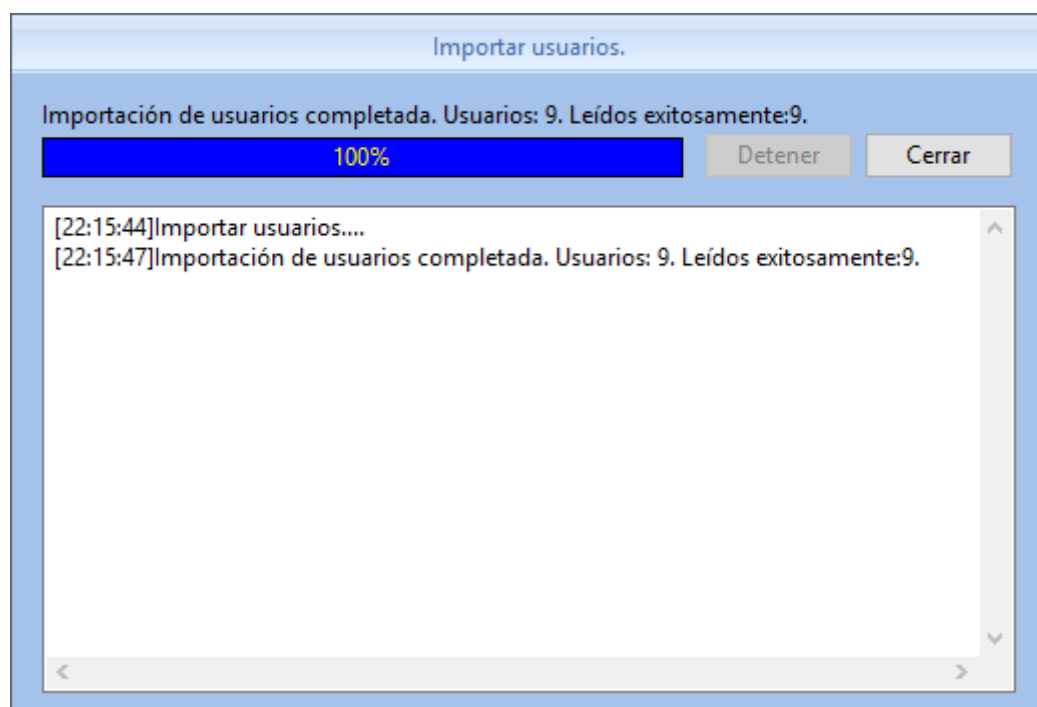 Importar usuarios.
Importación de usuarios completada. Usuarios: 9. Leídos exitosamente:9.
100%
Detener
Cerrar
[22:15:44]Importar usuarios....
[22:15:47]Importación de usuarios completada. Usuarios: 9. Leídos exitosamente:9.